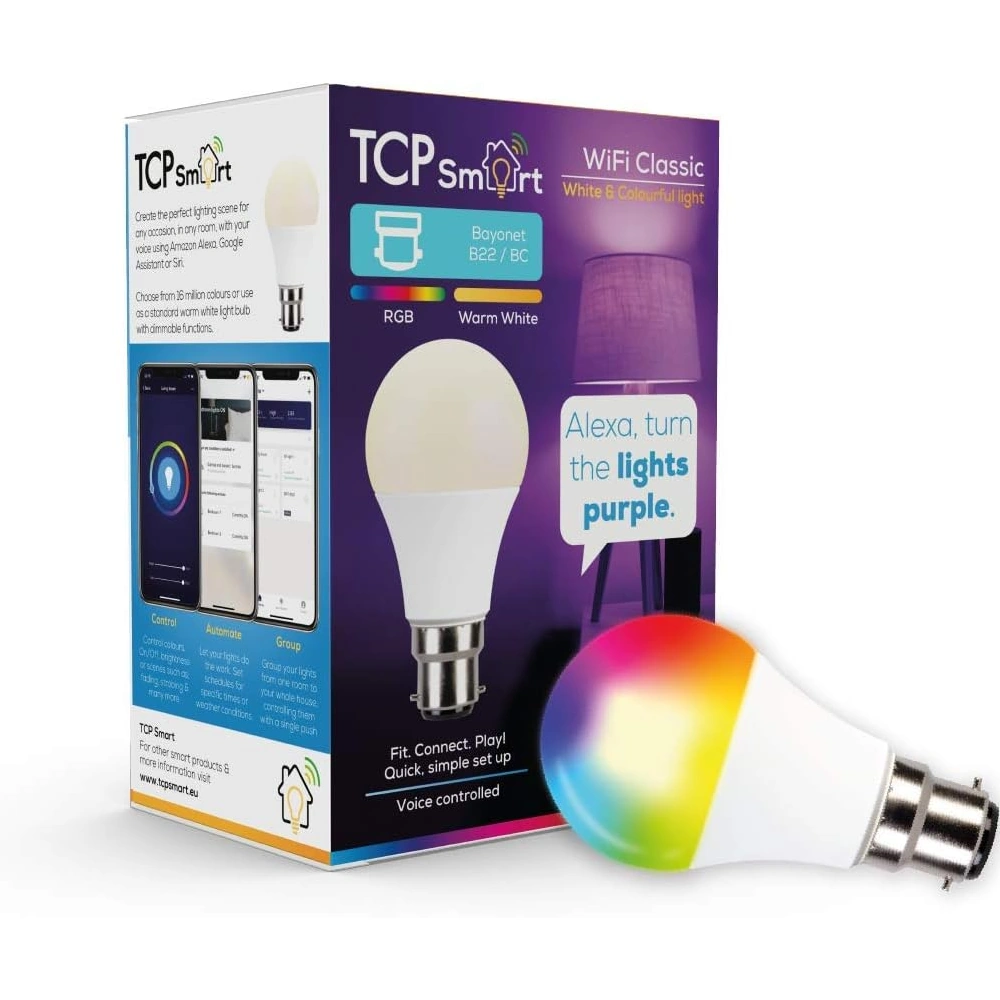 TCP Smart
Create the perfect lighting scene for
any occasion, in any room, with your
voice using Amazon Alexa, Google
Assistant or Siri.
Choose from 16 million colours or use
as a standard warm white light bulb
with dimmable functions.
Control
Control colours,
On/Off, brightness
or scenes such as
fading, strobing &
many more.
Automate
Let your lights do
the work. Set
schedules for
specific times or
weather conditions
Group
Group your lights
from one room to
your whole house,
controlling them
with a single push
TCP Smart
For other smart products &
more information visit
www.tcpsmart.eu
TCP Smart
WiFi Classic
White & Colourful light
Bayonet
B22 / BC
RGB
Warm White
Alexa, turn
the lights
purple.
Fit. Connect. Play!
Quick, simple set up
Voice controlled